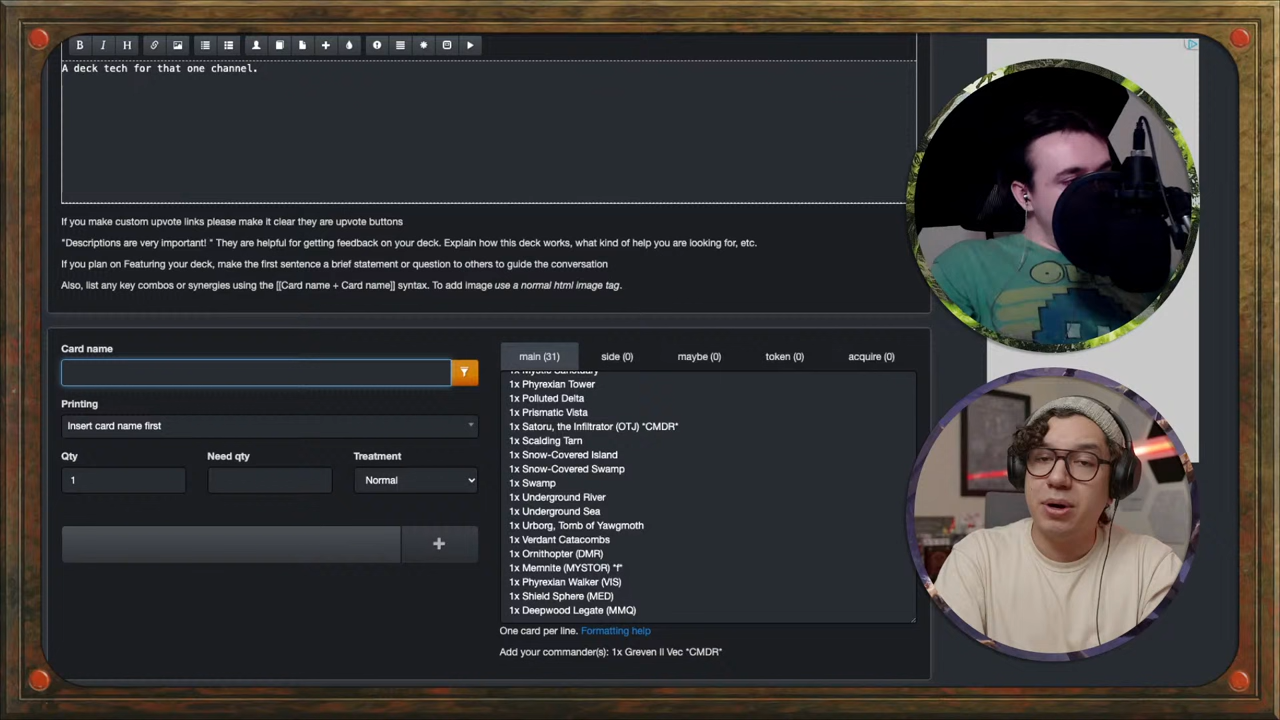 B I H
A deck tech for that one channel.
If you make custom upvote links please make it clear they are upvote buttons
"Descriptions are very important! " They are helpful for getting feedback on your deck. Explain how this deck works, what kind of help you are looking for, etc.
If you plan on Featuring your deck, make the first sentence a brief statement or question to others to guide the conversation
Also, list any key combos or synergies using the [[Card name + Card name]] syntax. To add image use a normal html image tag.
Card name
Printing
Insert card name first
Qty Need qty Treatment
1 Normal
+
main (31) side (0) maybe (0) token (0) acquire (0)
1x Mystic Sanctuary
1x Phyrexian Tower
1x Polluted Delta
1x Prismatic Vista
1x Satoru, the Infiltrator (OTJ) *CMDR*
1x Scalding Tarn
1x Snow-Covered Island
1x Snow-Covered Swamp
1x Swamp
1x Underground River
1x Underground Sea
1x Urborg, Tomb of Yawgmoth
1x Verdant Catacombs
1x Ornithopter (DMR)
1x Memnite (MYSTOR) *f*
1x Phyrexian Walker (VIS)
1x Shield Sphere (MED)
1x Deepwood Legate (MMQ)
One card per line. Formatting help
Add your commander(s): 1x Greven Il Vec *CMDR*